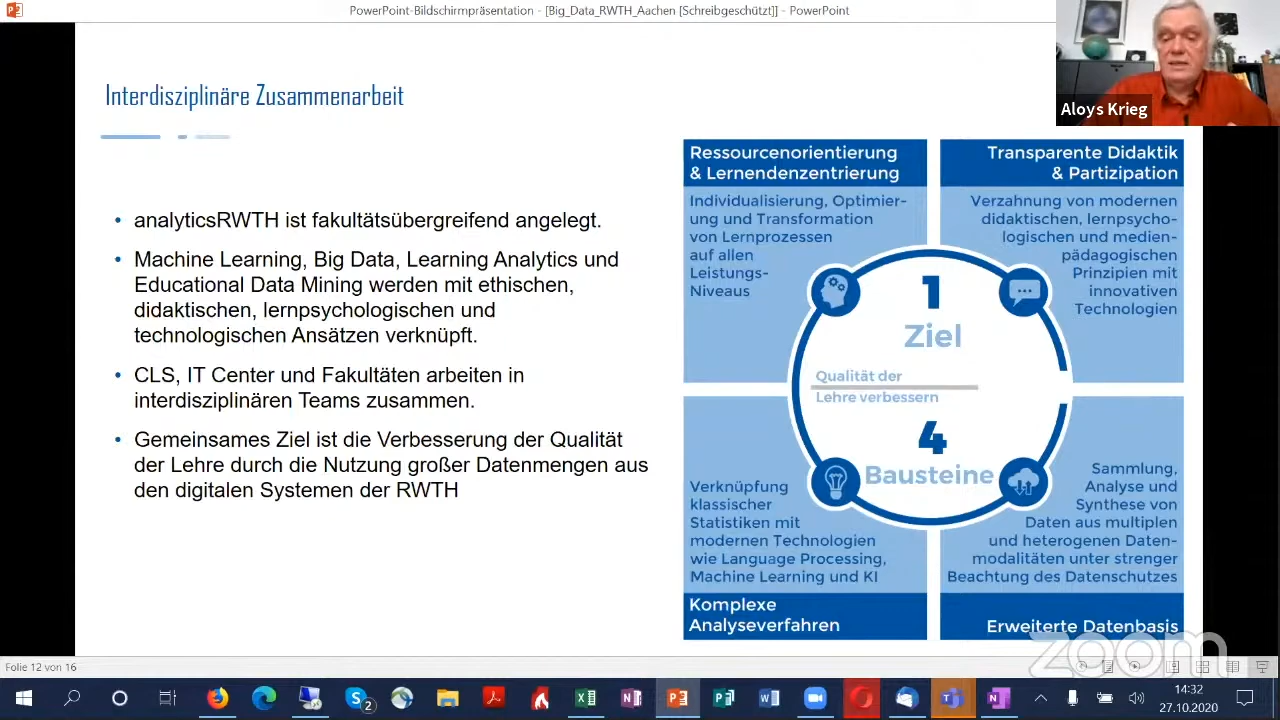 PowerPoint-Bildschirmpräsentation - [Big_Data_RWTH_Aachen [Schreibgeschützt]] - PowerPoint
Aloys Krieg
Interdisziplinäre Zusammenarbeit
• analyticsRWTH ist fakultätsübergreifend angelegt.
• Machine Learning, Big Data, Learning Analytics und
Educational Data Mining werden mit ethischen,
didaktischen, lernpsychologischen und
technologischen Ansätzen verknüpft.
• CLS, IT Center und Fakultäten arbeiten in
interdisziplinären Teams zusammen.
• Gemeinsames Ziel ist die Verbesserung der Qualität
der Lehre durch die Nutzung großer Datenmengen aus
den digitalen Systemen der RWTH
Ressourcenorientierung
& Lernendenzentrierung
Individualisierung, Optimier-
ung und Transformation
von Lernprozessen
auf allen
Leistungs-
Niveaus
Transparente Didaktik
& Partizipation
Verzahnung von modernen
didaktischen, lernpsycho-
logischen und medien-
pädagogischen
Prinzipien mit
innovativen
Technologien
1
Ziel
Qualität der
Lehre verbessern
4
Bausteine
Verknüpfung
klassischer
Statistiken mit
modernen Technologien
wie Language Processing,
Machine Learning und KI
Komplexe
Analyseverfahren
Sammlung,
Analyse und
Synthese von
Daten aus multiplen
und heterogenen Daten-
modalitäten unter strenger
Beachtung des Datenschutzes
Erweiterte Datenbasis
zoom
Folie 12 von 16
2
14:32
27.10.2020